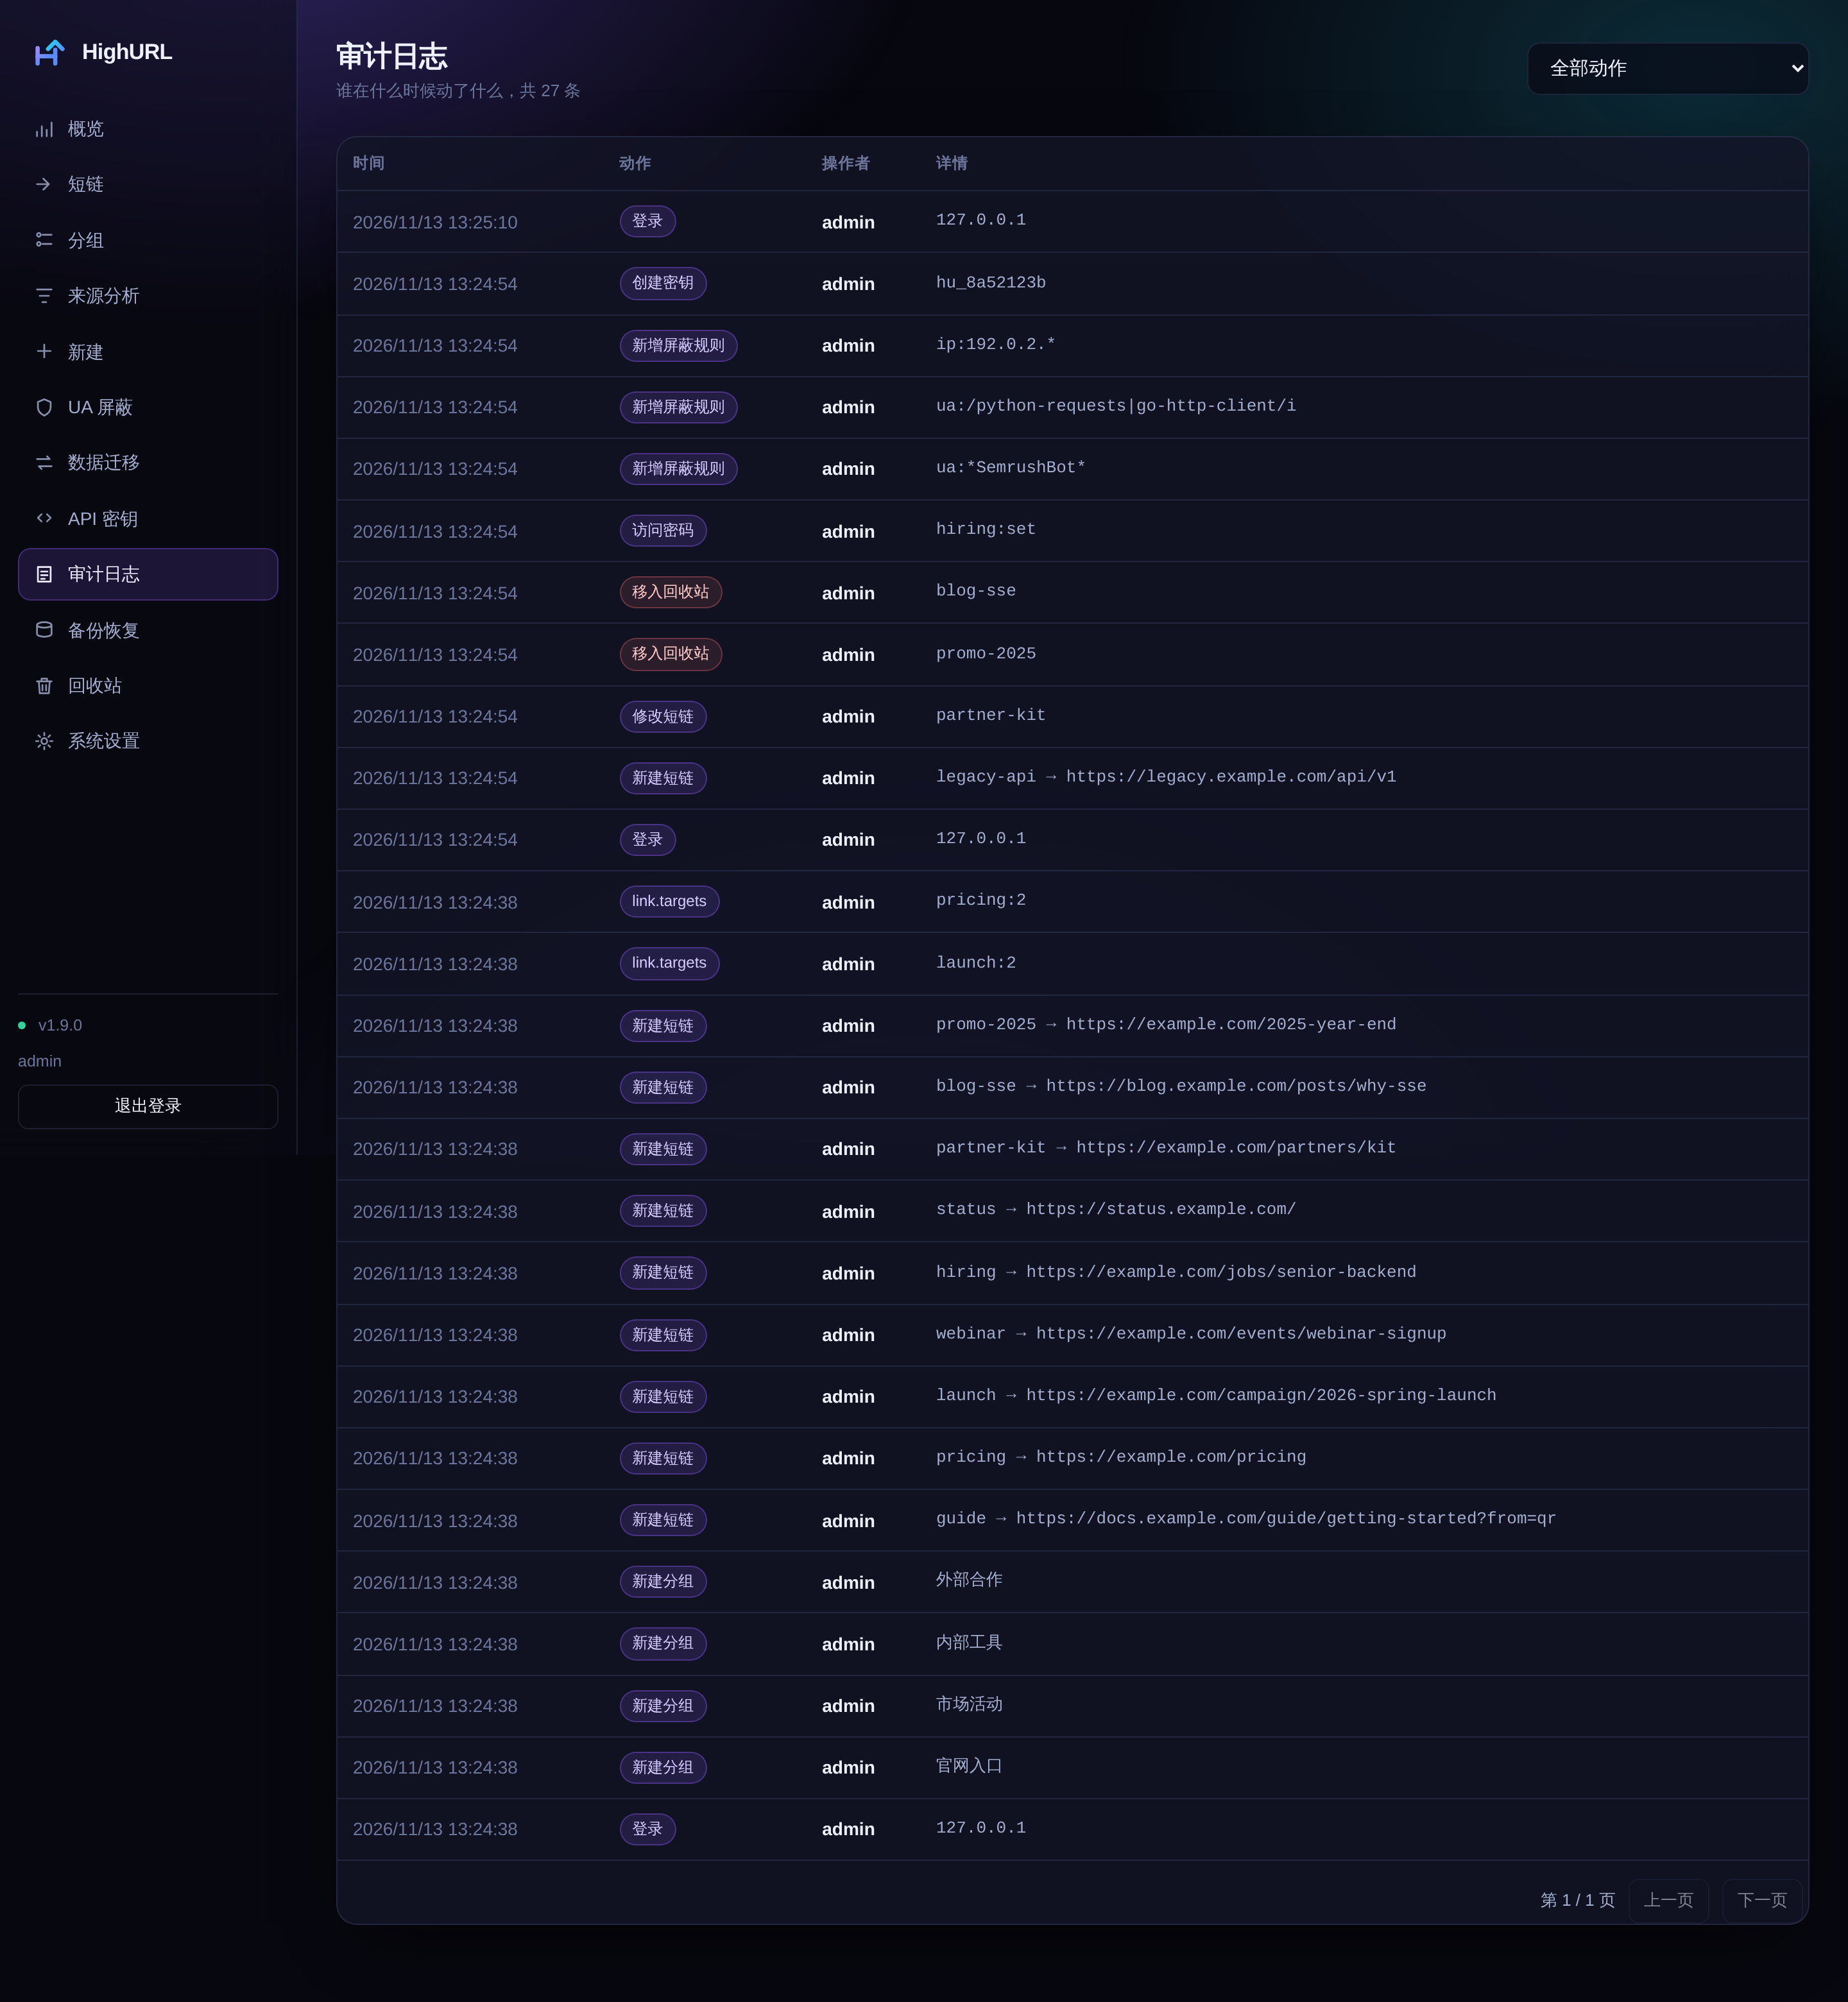 HighURL
概览
短链
分组
来源分析
新建
UA 屏蔽
数据迁移
API 密钥
审计日志
备份恢复
回收站
系统设置
v1.9.0
admin
退出登录
审计日志
谁在什么时候动了什么，共 27 条
全部动作
时间 动作 操作者 详情
2026/11/13 13:25:10 登录 admin 127.0.0.1
2026/11/13 13:24:54 创建密钥 admin hu_8a52123b
2026/11/13 13:24:54 新增屏蔽规则 admin ip:192.0.2.*
2026/11/13 13:24:54 新增屏蔽规则 admin ua:/python-requests|go-http-client/i
2026/11/13 13:24:54 新增屏蔽规则 admin ua:*SemrushBot*
2026/11/13 13:24:54 访问密码 admin hiring:set
2026/11/13 13:24:54 移入回收站 admin blog-sse
2026/11/13 13:24:54 移入回收站 admin promo-2025
2026/11/13 13:24:54 修改短链 admin partner-kit
2026/11/13 13:24:54 新建短链 admin legacy-api → https://legacy.example.com/api/v1
2026/11/13 13:24:54 登录 admin 127.0.0.1
2026/11/13 13:24:38 link.targets admin pricing:2
2026/11/13 13:24:38 link.targets admin launch:2
2026/11/13 13:24:38 新建短链 admin promo-2025 → https://example.com/2025-year-end
2026/11/13 13:24:38 新建短链 admin blog-sse → https://blog.example.com/posts/why-sse
2026/11/13 13:24:38 新建短链 admin partner-kit → https://example.com/partners/kit
2026/11/13 13:24:38 新建短链 admin status → https://status.example.com/
2026/11/13 13:24:38 新建短链 admin hiring → https://example.com/jobs/senior-backend
2026/11/13 13:24:38 新建短链 admin webinar → https://example.com/events/webinar-signup
2026/11/13 13:24:38 新建短链 admin launch → https://example.com/campaign/2026-spring-launch
2026/11/13 13:24:38 新建短链 admin pricing → https://example.com/pricing
2026/11/13 13:24:38 新建短链 admin guide → https://docs.example.com/guide/getting-started?from=qr
2026/11/13 13:24:38 新建分组 admin 外部合作
2026/11/13 13:24:38 新建分组 admin 内部工具
2026/11/13 13:24:38 新建分组 admin 市场活动
2026/11/13 13:24:38 新建分组 admin 官网入口
2026/11/13 13:24:38 登录 admin 127.0.0.1
第 1 / 1 页 上一页 下一页